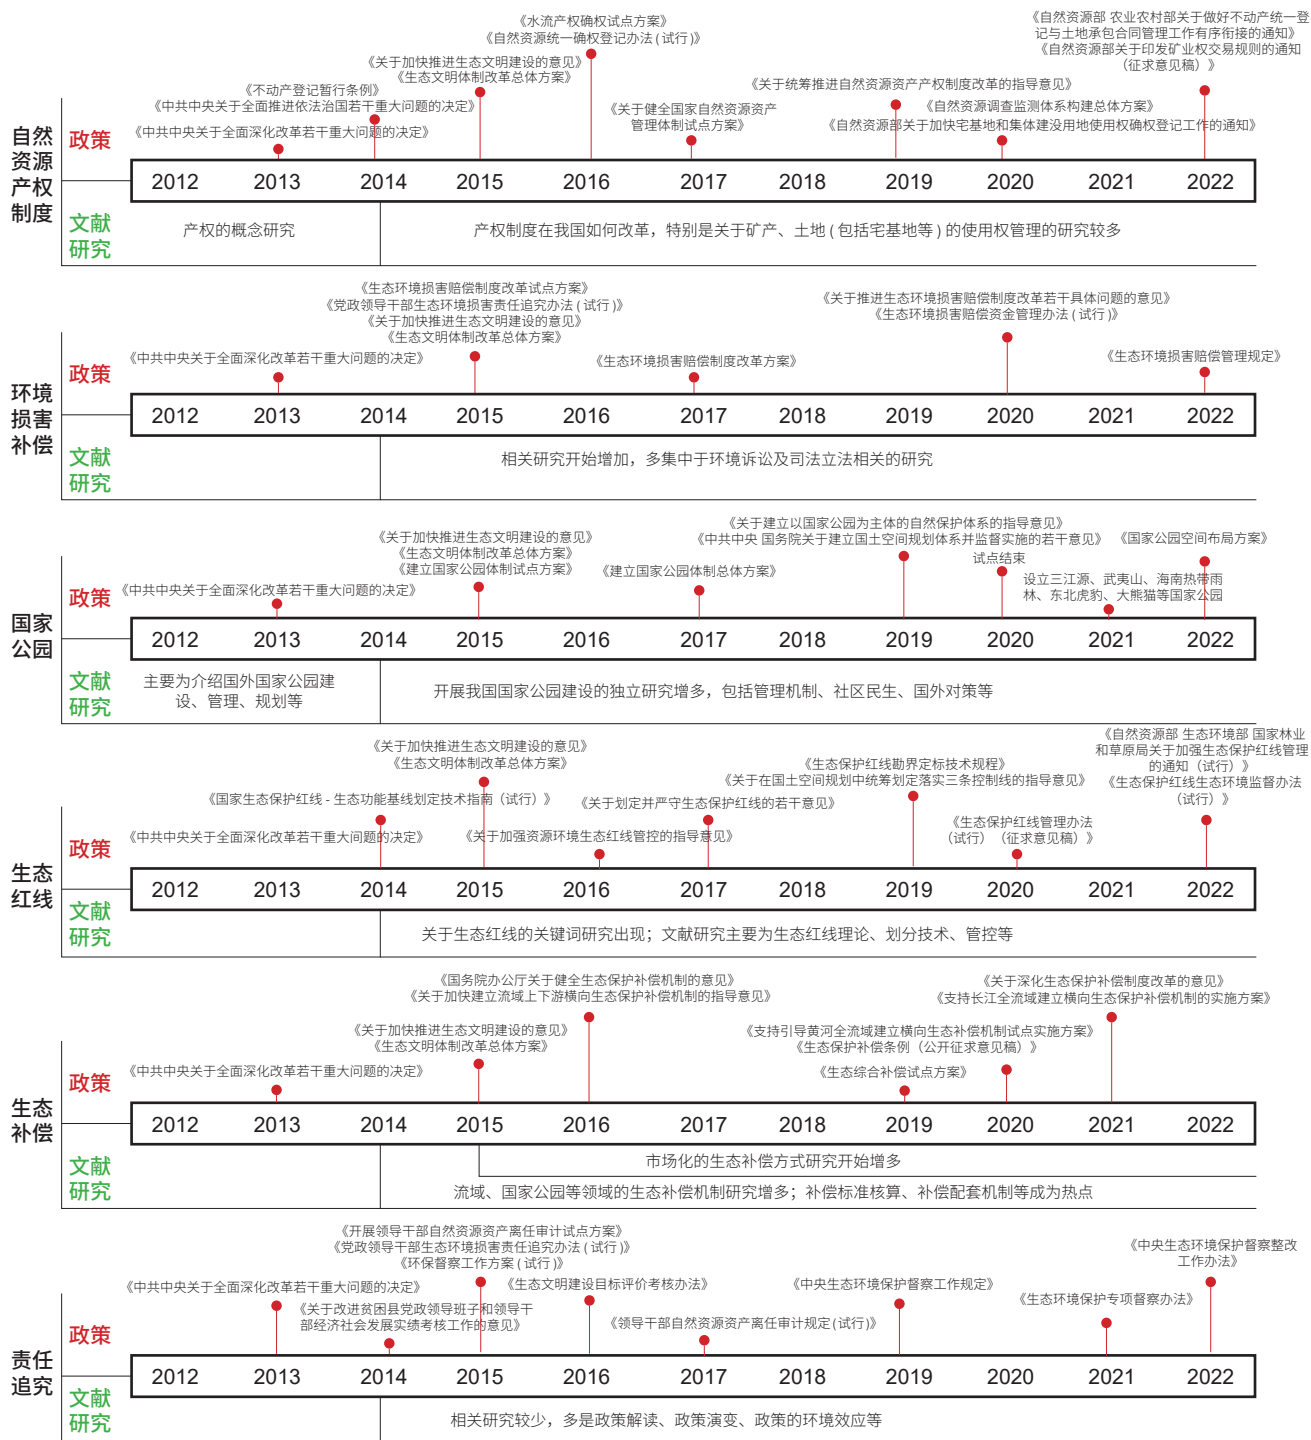 《水流产权确权试点方案》
《自然资源统一确权登记办法(试行)》
《自然资源部 农业农村部关于做好不动产统一登
记与土地承包合同管理工作有序衔接的通知》
《自然资源部关于印发矿业权交易规则的通知
（征求意见稿）》
《关于加快推进生态文明建设的意见》
《生态文明体制改革总体方案》
《不动产登记暂行条例》
《中共中央关于全面推进依法治国若干重大问题的决定》
《中共中央关于全面深化改革若干重大问题的决定》
《关于健全国家自然资源资产
管理体制试点方案》
《关于统筹推进自然资源资产产权制度改革的指导意见》
《自然资源调查监测体系构建总体方案》
《自然资源部关于加快宅基地和集体建设用地使用权确权登记工作的通知》
自然
资源
产权
制度
政策
2012 2013 2014 2015 2016 2017 2018 2019 2020 2021 2022
文献
研究
产权的概念研究
产权制度在我国如何改革，特别是关于矿产、土地(包括宅基地等)的使用权管理的研究较多
《生态环境损害赔偿制度改革试点方案》
《党政领导干部生态环境损害责任追究办法(试行)》
《关于加快推进生态文明建设的意见》
《生态文明体制改革总体方案》
《中共中央关于全面深化改革若干重大问题的决定》
《生态环境损害赔偿制度改革方案》
《关于推进生态环境损害赔偿制度改革若干具体问题的意见》
《生态环境损害赔偿资金管理办法(试行)》
《生态环境损害赔偿管理规定》
环境
损害
补偿
政策
2012 2013 2014 2015 2016 2017 2018 2019 2020 2021 2022
文献
研究
相关研究开始增加，多集中于环境诉讼及司法立法相关的研究
《关于加快推进生态文明建设的意见》
《生态文明体制改革总体方案》
《建立国家公园体制试点方案》
《中共中央关于全面深化改革若干重大问题的决定》
《建立国家公园体制总体方案》
《关于建立以国家公园为主体的自然保护体系的指导意见》
《中共中央 国务院关于建立国土空间规划体系并监督实施的若干意见》
试点结束
设立三江源、武夷山、海南热带雨
林、东北虎豹、大熊猫等国家公园
《国家公园空间布局方案》
国家
公园
政策
2012 2013 2014 2015 2016 2017 2018 2019 2020 2021 2022
文献
研究
主要为介绍国外国家公园建
设、管理、规划等
开展我国国家公园建设的独立研究增多，包括管理机制、社区民生、国外对策等
《关于加快推进生态文明建设的意见》
《生态文明体制改革总体方案》
《国家生态保护红线-生态功能基线划定技术指南（试行）》
《中共中央关于全面深化改革若干重大间题的决定》
《关于加强资源环境生态红线管控的指导意见》
《关于划定并严守生态保护红线的若干意见》
《生态保护红线勘界定标技术规程》
《关于在国土空间规划中统筹划定落实三条控制线的指导意见》
《生态保护红线管理办法
（试行）（征求意见稿）》
《自然资源部 生态环境部 国家林业
和草原局关于加强生态保护红线管理
的通知（试行）》
《生态保护红线生态环境监督办法
（试行）》
生态
红线
政策
2012 2013 2014 2015 2016 2017 2018 2019 2020 2021 2022
文献
研究
关于生态红线的关键词研究出现；文献研究主要为生态红线理论、划分技术、管控等
《国务院办公厅关于健全生态保护补偿机制的意见》
《关于加快建立流域上下游横向生态保护补偿机制的指导意见》
《关于加快推进生态文明建设的意见》
《生态文明体制改革总体方案》
《中共中央关于全面深化改革若干重大问题的决定》
《关于深化生态保护补偿制度改革的意见》
《支持长江全流域建立横向生态保护补偿机制的实施方案》
《支持引导黄河全流域建立横向生态补偿机制试点实施方案》
《生态保护补偿条例（公开征求意见稿）》
《生态综合补偿试点方案》
生态
补偿
政策
2012 2013 2014 2015 2016 2017 2018 2019 2020 2021 2022
文献
研究
市场化的生态补偿方式研究开始增多
流域、国家公园等领域的生态补偿机制研究增多；补偿标准核算、补偿配套机制等成为热点
《开展领导干部自然资源资产离任审计试点方案》
《党政领导干部生态环境损害责任追究办法(试行)》
《环保督察工作方案(试行)》
《中共中央关于全面深化改革若干重大问题的决定》
《关于改进贫困县党政领导班子和领导干
部经济社会发展实绩考核工作的意见》
《生态文明建设目标评价考核办法》
《领导干部自然资源资产离任审计规定(试行)》
《中央生态环境保护督察工作规定》
《生态环境保护专项督察办法》
《中央生态环境保护督察整改
工作办法》
责任
追究
政策
2012 2013 2014 2015 2016 2017 2018 2019 2020 2021 2022
文献
研究
相关研究较少，多是政策解读、政策演变、政策的环境效应等